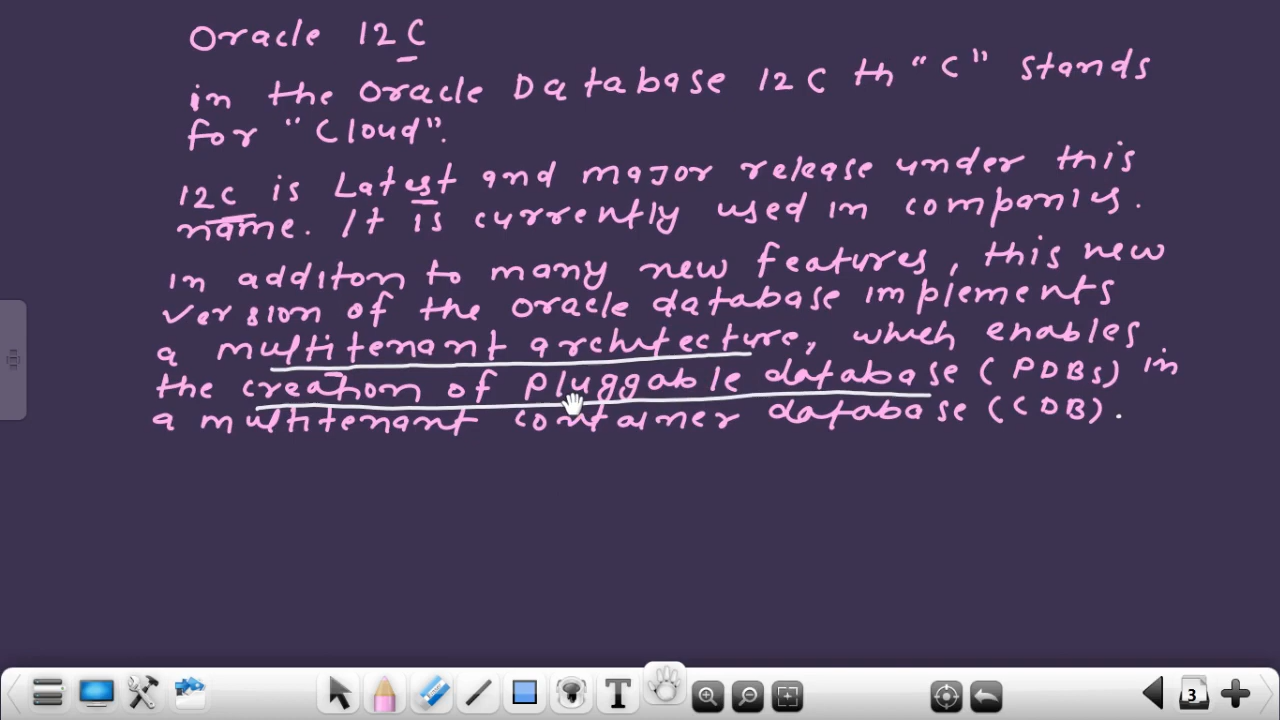 Oracle 12C
in the Oracle Database 12C th "C" stands
for "Cloud".
12C is Latest and major release under this
name. It is currently used in companies.
in additon to many new features, this new
version of the oracle database implements
a multitenant architecture, which enables
the creation of pluggable database (PDBs) in
a multitenant container database (CDB).
T
3